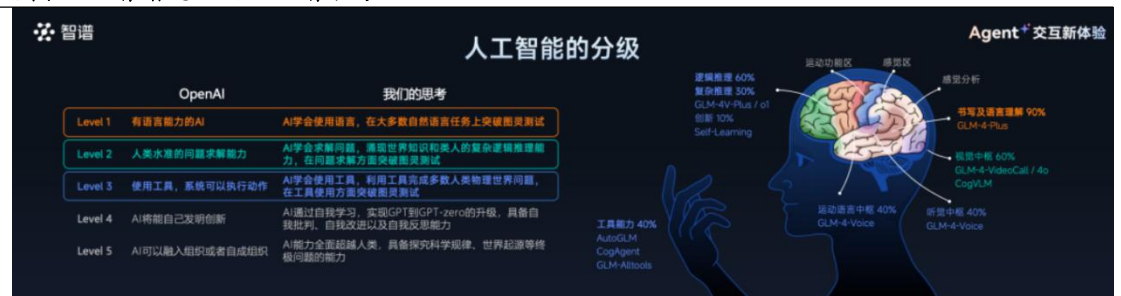 智谱
Agent+交互新体验
人工智能的分级
OpenAI
我们的思考
Level 1
有语言能力的AI
AI学会使用语言，在大多数自然语言任务上突破图灵测试
Level 2
人类水准的问题求解能力
AI学会求解问题，涌现世界知识和类人的复杂逻辑推理能
力，在问题求解方面突破图灵测试
Level 3
使用工具，系统可以执行动作
AI学会使用工具，利用工具完成多数人类物理世界问题，
在工具使用方面突破图灵测试
Level 4
AI将能自己发明创新
AI通过自我学习，实现GPT到GPT-zero的升级，具备自
我批判、自我改进以及自我反思能力
Level 5
AI可以融入组织或者自成组织
AI能力全面超越人类，具备探究科学规律、世界起源等终
极问题的能力
运动功能区
感觉区
感觉分析
逻辑推理 60%
复杂推理 30%
GLM-4V-Plus / o1
创新 10%
Self-Learning
书写及语言理解 90%
GLM-4-Plus
视觉中枢 60%
GLM-4-VideoCall / 4o
CogVLM
运动语言中枢 40%
GLM-4-Voice
听觉中枢 40%
GLM-4-Voice
工具能力 40%
AutoGLM
CogAgent
GLM-Alltools